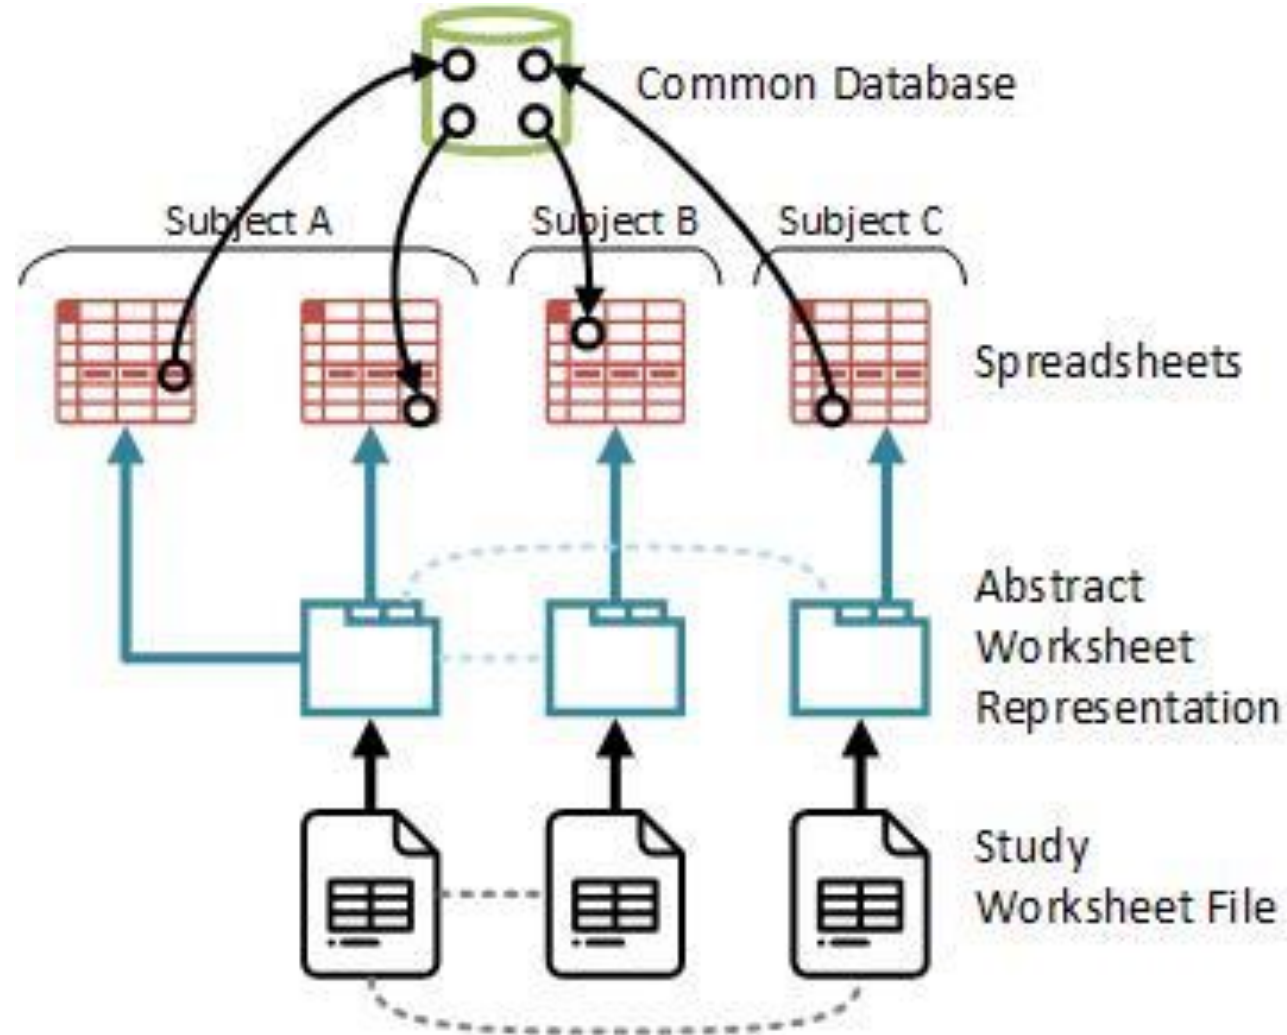 Common Database
Subject A
Subject B
Subject C
Spreadsheets
Abstract
Worksheet
Representation
Study
Worksheet File